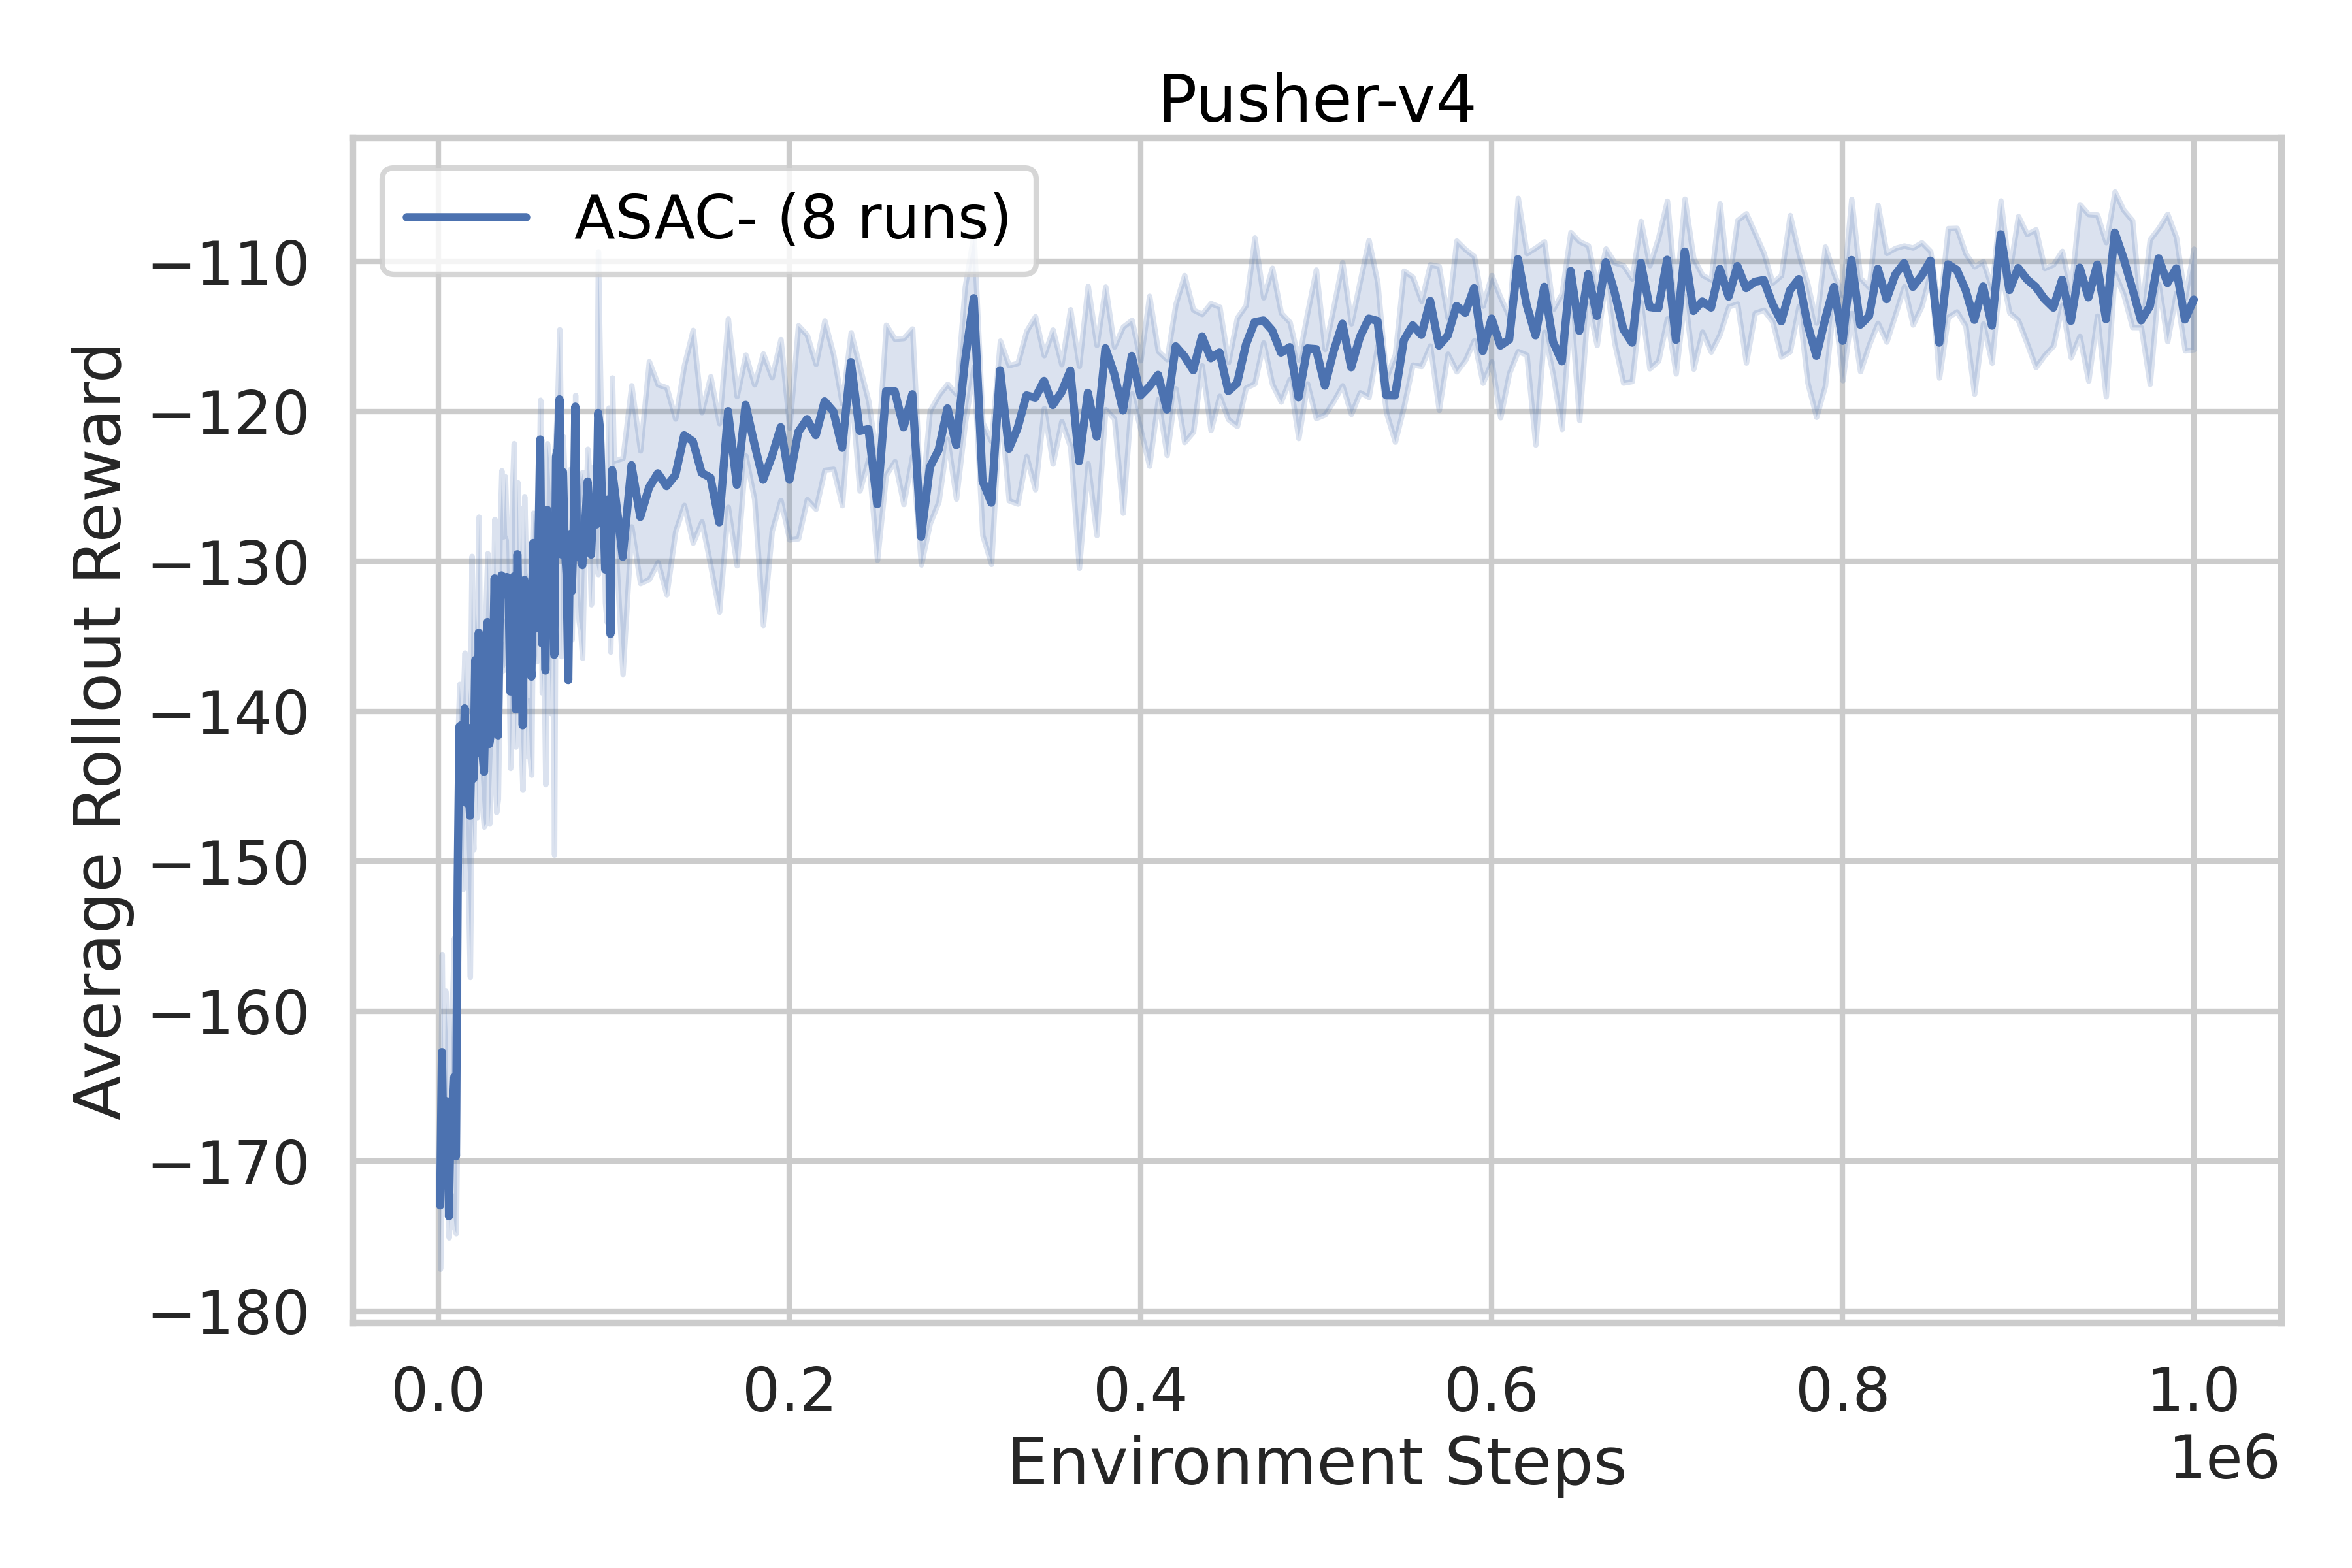 Pusher-v4
ASAC- (8 runs)
Average Rollout Reward
−110
−120
−130
−140
−150
−160
−170
−180
0.0 0.2 0.4 0.6 0.8 1.0
Environment Steps
1e6